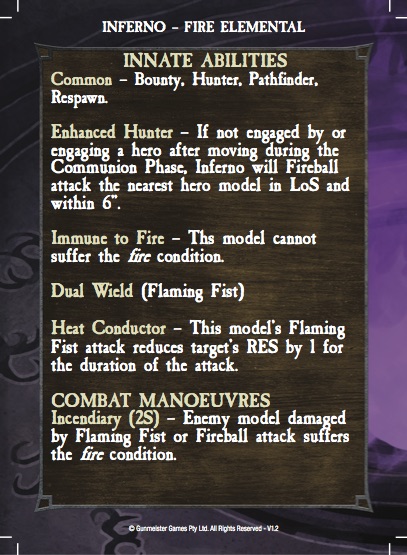 INFERNO – FIRE ELEMENTAL
INNATE ABILITIES
Common – Bounty, Hunter, Pathfinder,
Respawn.
Enhanced Hunter – If not engaged by or
engaging a hero after moving during the
Communion Phase, Inferno will Fireball
attack the nearest hero model in LoS and
within 6”.
Immune to Fire – Ths model cannot
suffer the fire condition.
Dual Wield (Flaming Fist)
Heat Conductor – This model’s Flaming
Fist attack reduces target’s RES by 1 for
the duration of the attack.
COMBAT MANOEUVRES
Incendiary (2S) – Enemy model damaged
by Flaming Fist or Fireball attack suffers
the fire condition.
© Gunmeister Games Pty Ltd. All Rights Reserved - V1.2